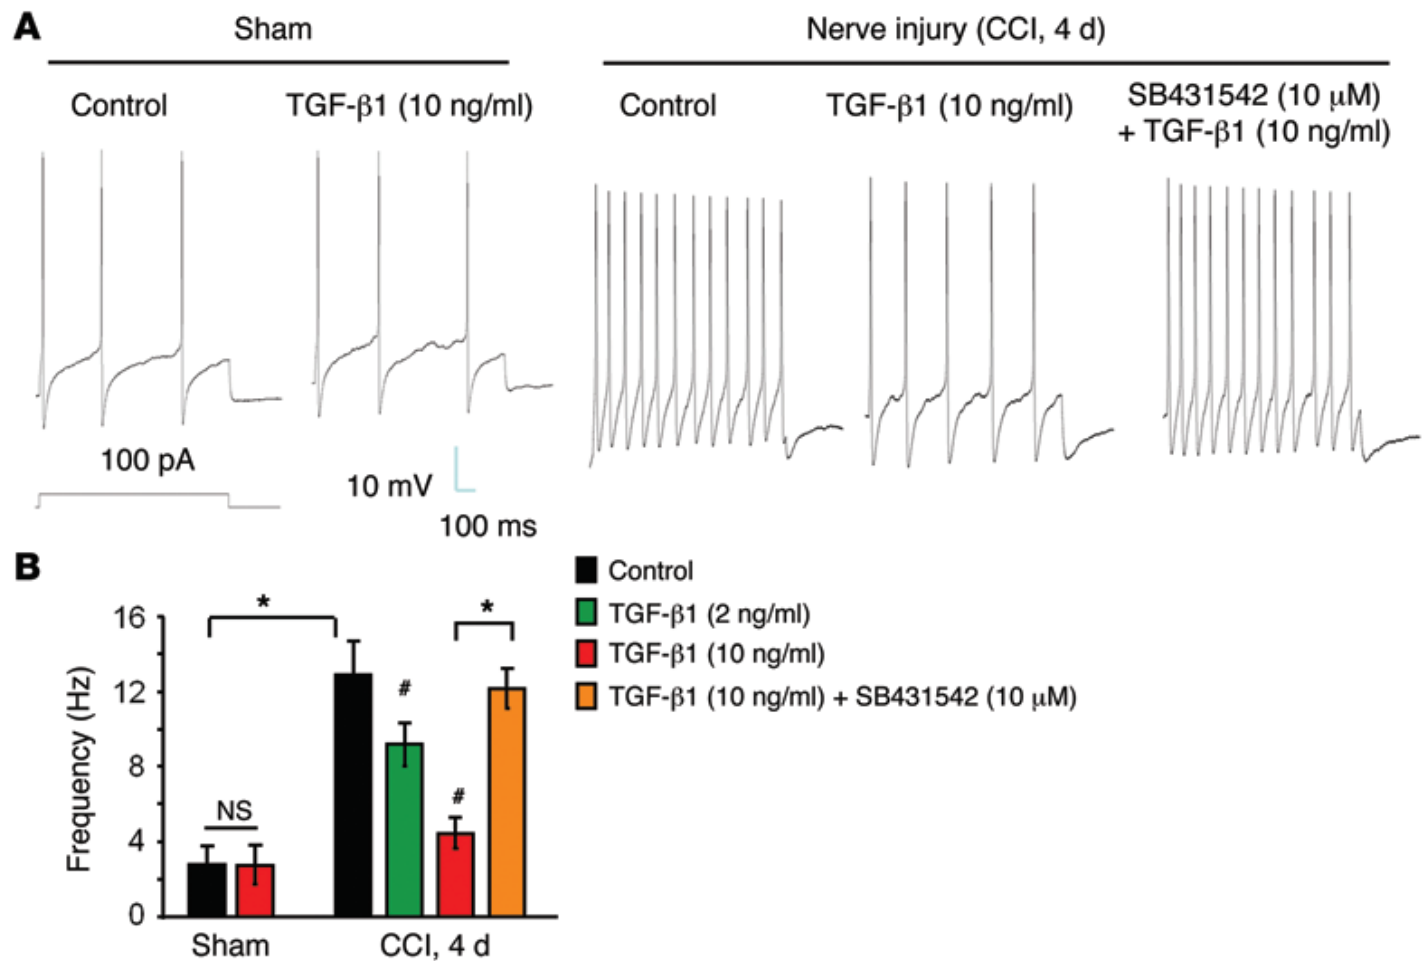 A
Sham
Nerve injury (CCI, 4 d)
Control
TGF-β1 (10 ng/ml)
Control
TGF-β1 (10 ng/ml)
SB431542 (10 μM)
+ TGF-β1 (10 ng/ml)
100 pA
10 mV
100 ms
B
Control
TGF-β1 (2 ng/ml)
TGF-β1 (10 ng/ml)
TGF-β1 (10 ng/ml) + SB431542 (10 μM)
Frequency (Hz)
16
12
8
4
0
*
*
#
#
NS
Sham
CCI, 4 d